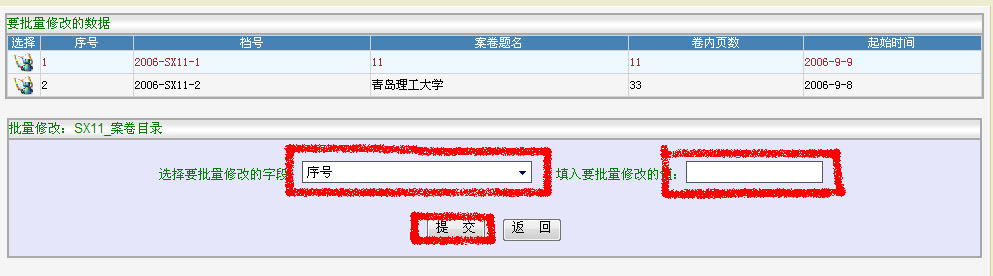 要批量修改的数据
选择 序号 档号 案卷题名 卷内页数 起始时间
1 2006-SX11-1 11 11 2006-9-9
2 2006-SX11-2 青岛理工大学 33 2006-9-8
批量修改：SX11_案卷目录
选择要批量修改的字段 序号 填入要批量修改的值：
提 交 返 回